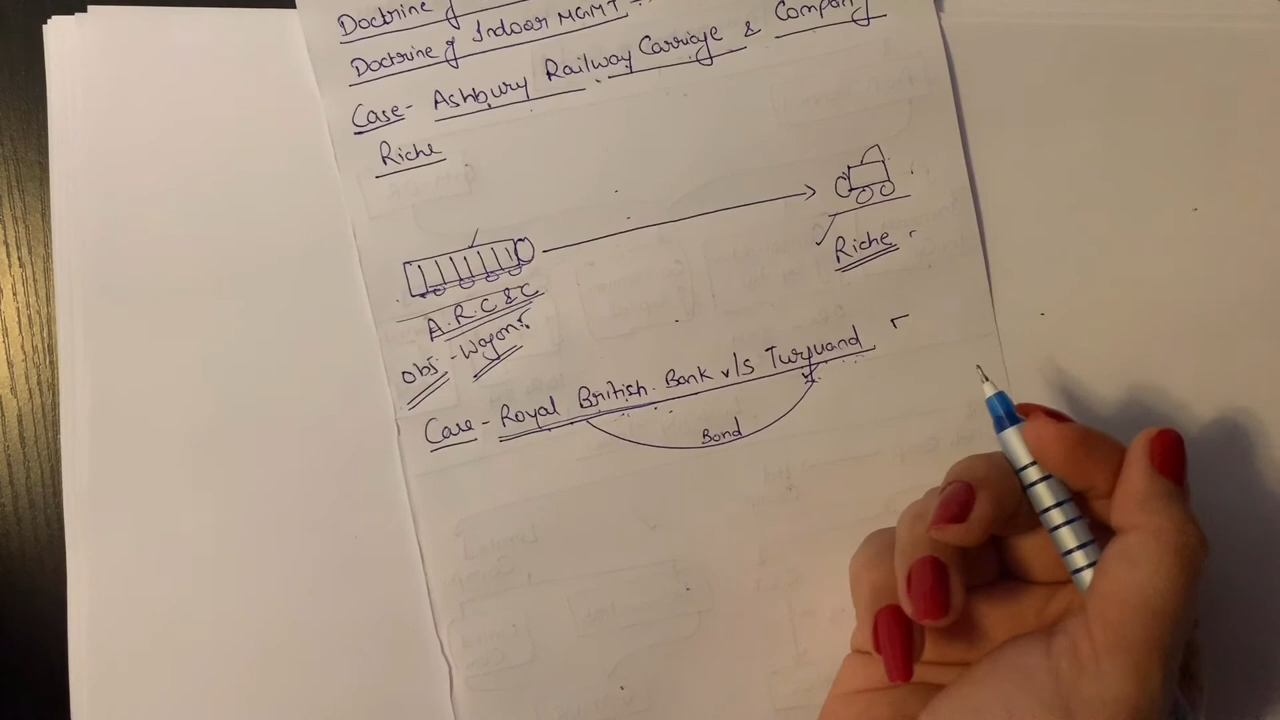 Doctrine of
Doctrine of Indoor MGMT
Case - Ashbury Railway Carriage & Company
Riche
Riche
A.R.C & C
Obj - Wagons
Case - Royal British Bank v/s Turquand
Bond